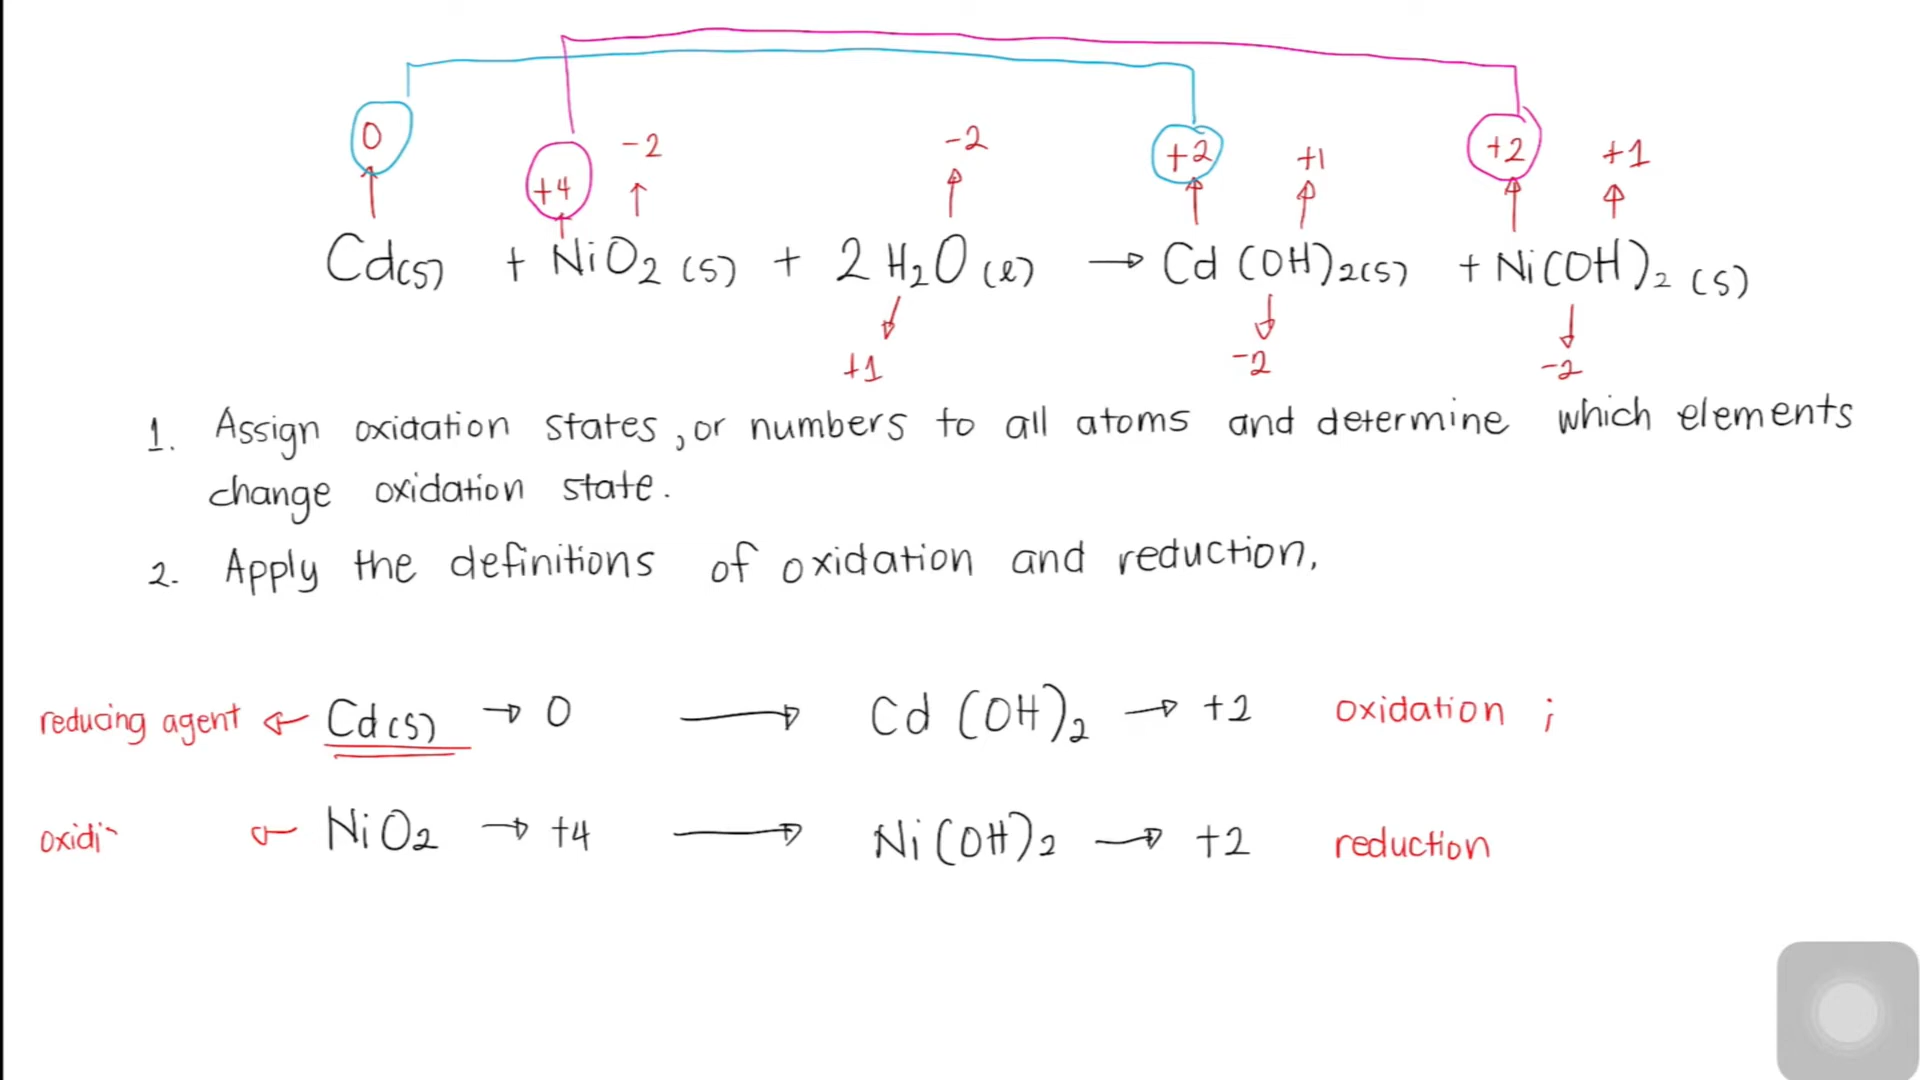 0 +4 -2 -2 +2 +1 +2 +1
Cd(s) + NiO2 (s) + 2 H2O (l) → Cd (OH)2(s) + Ni(OH)2 (s)
+1 -2 -2
1. Assign oxidation states, or numbers to all atoms and determine which elements
change oxidation state.
2. Apply the definitions of oxidation and reduction.
reducing agent ← Cd(s) → 0 → Cd (OH)2 → +2 oxidation ;
oxidi ← NiO2 → +4 → Ni(OH)2 → +2 reduction